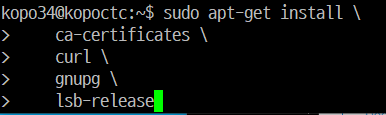 kopo34@kopoctc:~$ sudo apt-get install \
>    ca-certificates \
>    curl \
>    gnupg \
>    lsb-release